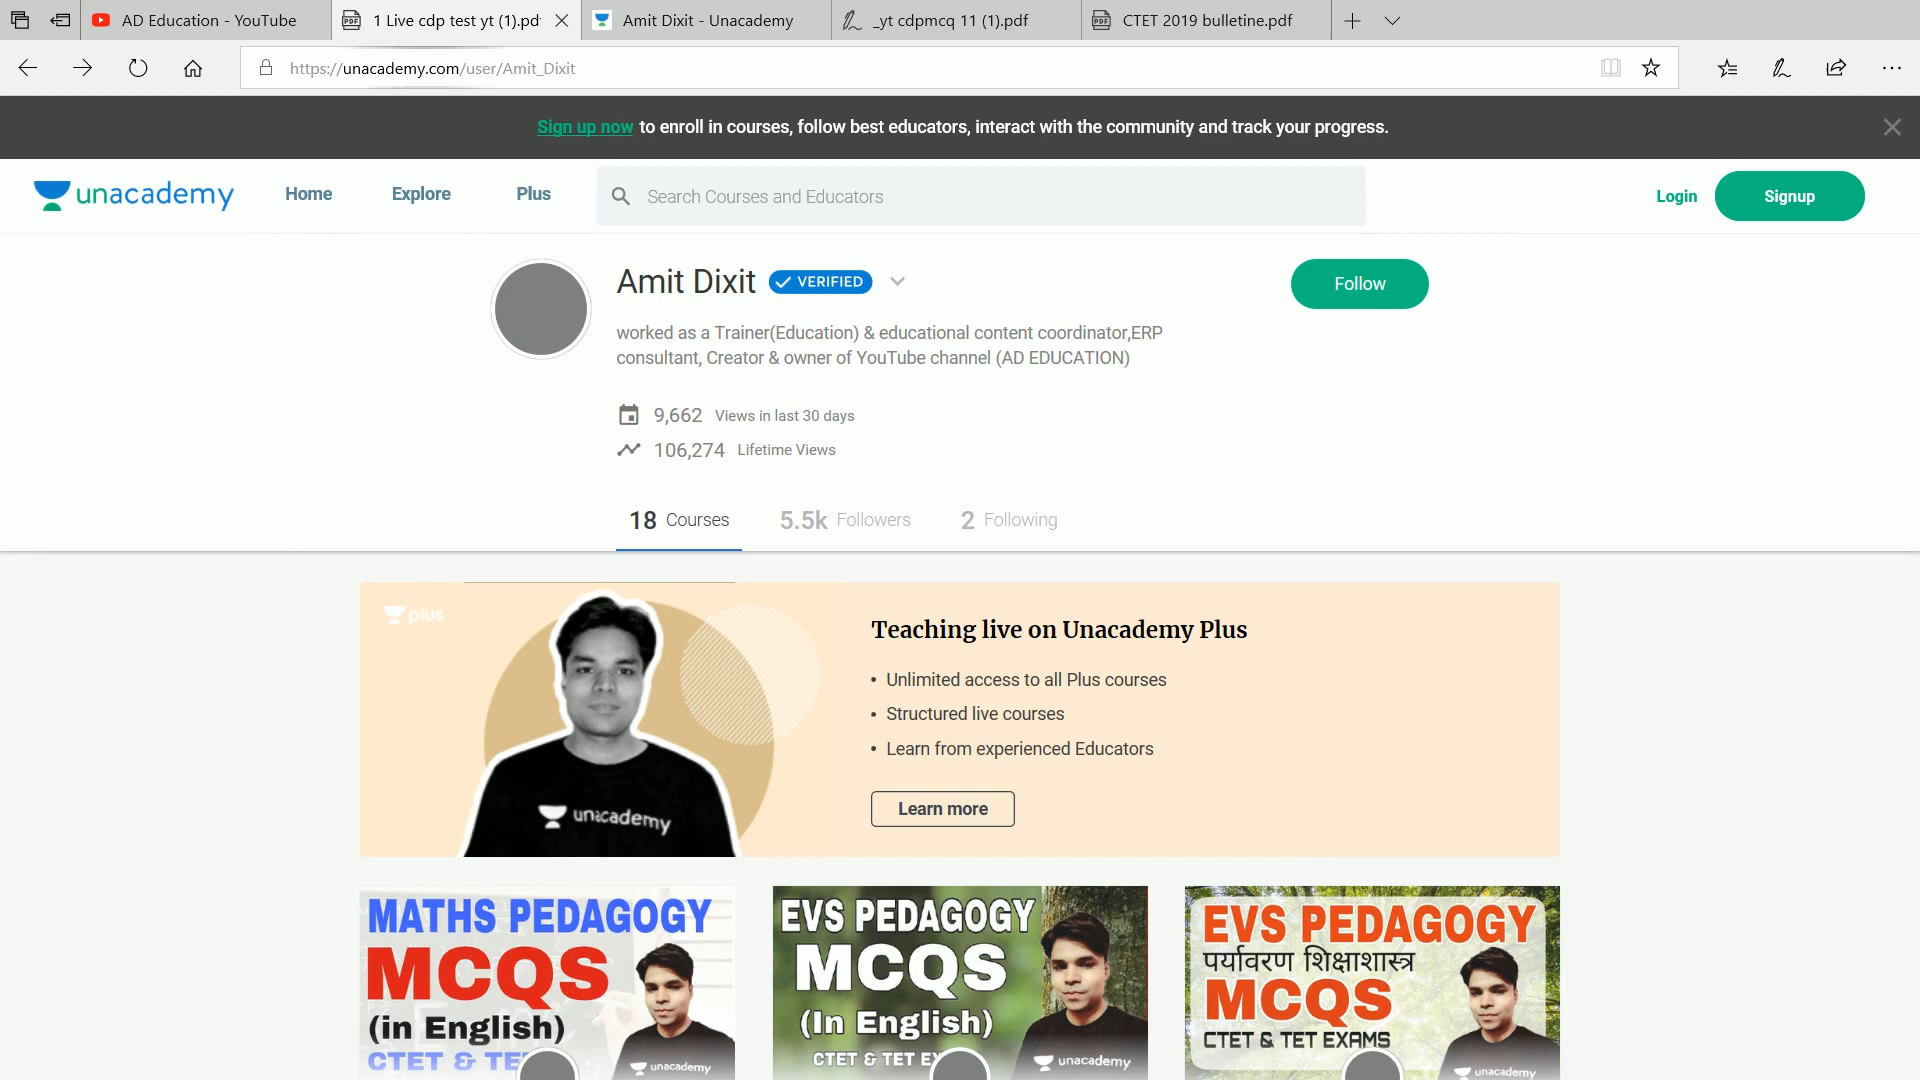 AD Education - YouTube
1 Live cdp test yt (1).pdf
Amit Dixit - Unacademy
_yt cdpmcq 11 (1).pdf
CTET 2019 bulletine.pdf
https://unacademy.com/user/Amit_Dixit
Sign up now to enroll in courses, follow best educators, interact with the community and track your progress.
unacademy
Home
Explore
Plus
Search Courses and Educators
Login
Signup
Amit Dixit
VERIFIED
Follow
worked as a Trainer(Education) & educational content coordinator,ERP
consultant, Creator & owner of YouTube channel (AD EDUCATION)
9,662 Views in last 30 days
106,274 Lifetime Views
18 Courses
5.5k Followers
2 Following
plus
unacademy
Teaching live on Unacademy Plus
• Unlimited access to all Plus courses
• Structured live courses
• Learn from experienced Educators
Learn more
MATHS PEDAGOGY
MCQS
(in English)
CTET & TE
unacademy
EVS PEDAGOGY
MCQS
(In English)
CTET & TET EX
unacademy
EVS PEDAGOGY
पर्यावरण शिक्षाशास्त्र
MCQS
CTET & TET EXAMS
unacademy